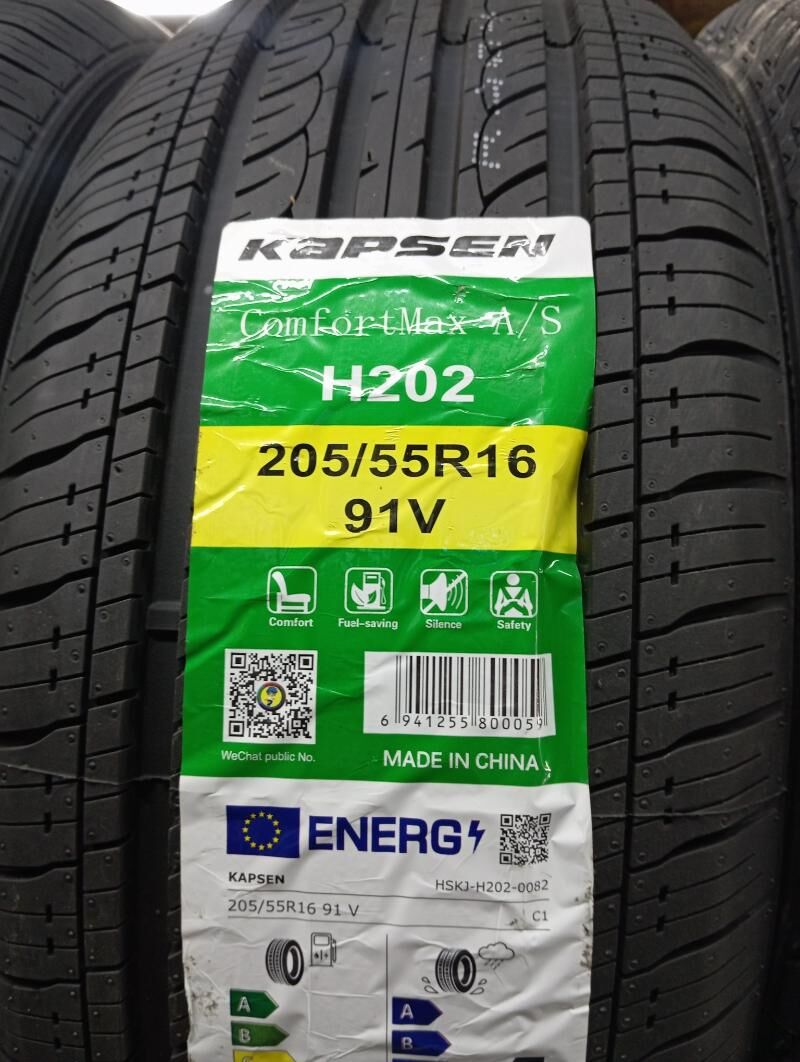 KAPSEN
ComfortMax A/S
H202
205/55R16
91V
Comfort Fuel-saving Silence Safety
6 941255 800059
WeChat public No.
MADE IN CHINA
ENERG
KAPSEN HSKJ-H202-0082
205/55R16 91 V C1
A A
B B